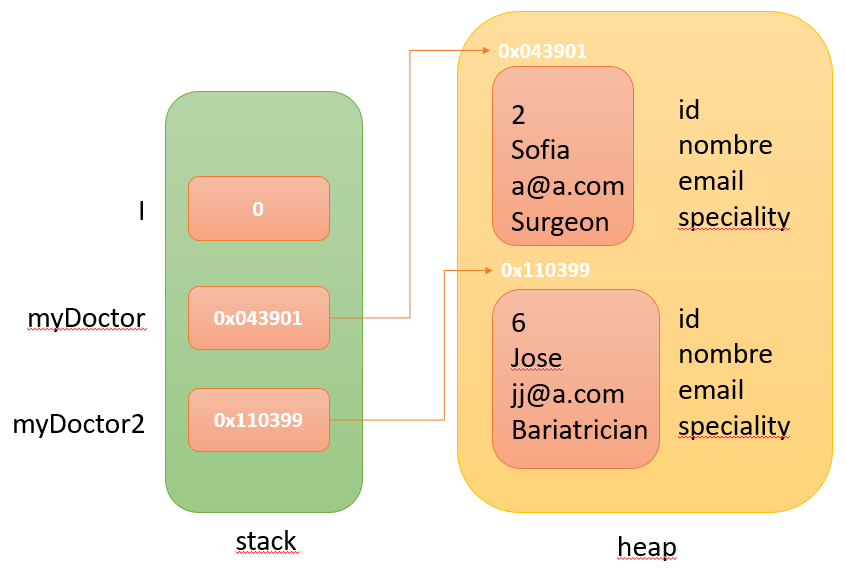 I
0
myDoctor
0x043901
myDoctor2
0x110399
stack
0x043901
2
Sofia
a@a.com
Surgeon
id
nombre
email
speciality
0x110399
6
Jose
jj@a.com
Bariatrician
id
nombre
email
speciality
heap